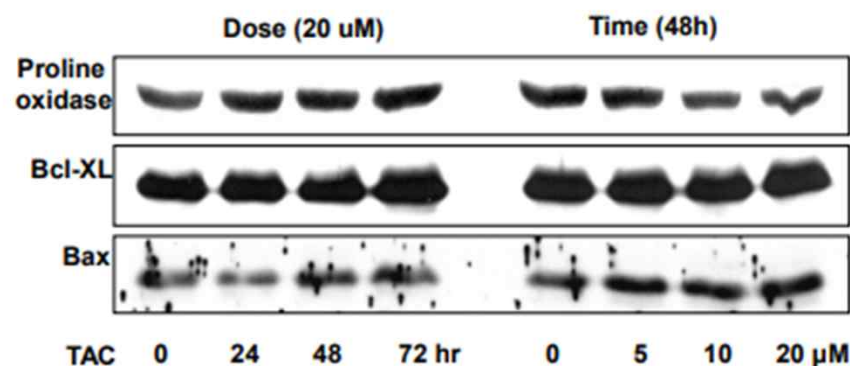 Dose (20 uM) Time (48h)
Proline
oxidase
Bcl-XL
Bax
TAC 0 24 48 72 hr 0 5 10 20 µM